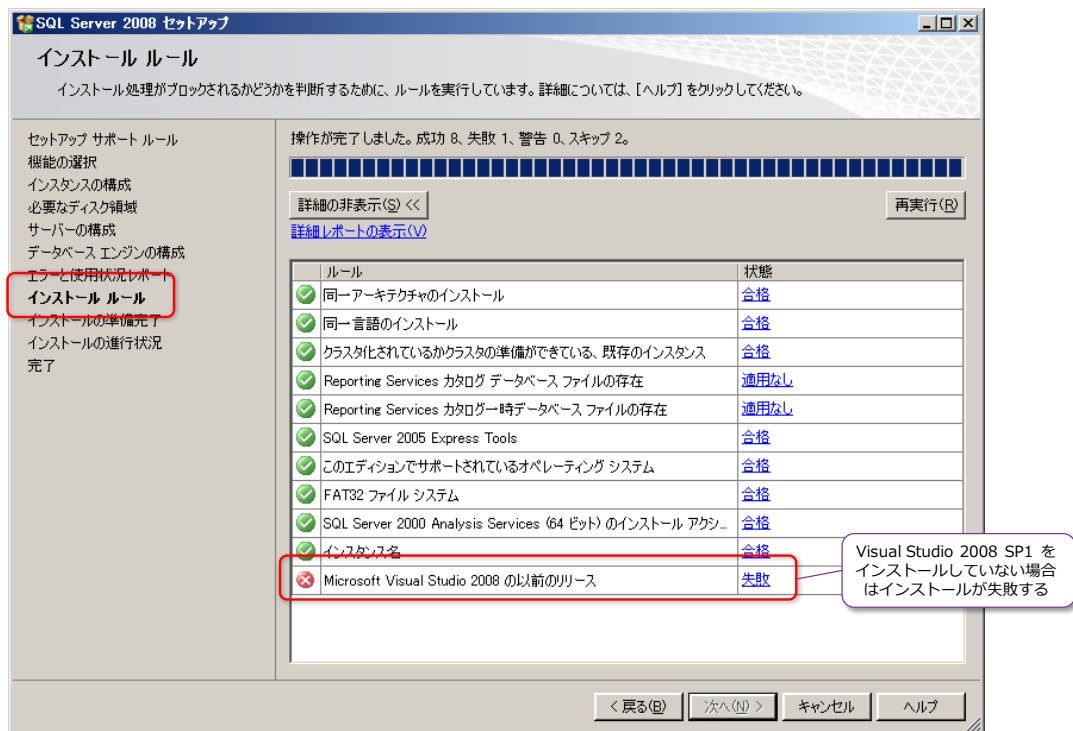 SQL Server 2008 セットアップ
インストール ルール
インストール処理がブロックされるかどうかを判断するために、ルールを実行しています。詳細については、[ヘルプ] をクリックしてください。
セットアップ サポート ルール
機能の選択
インスタンスの構成
必要なディスク領域
サーバーの構成
データベース エンジンの構成
エラーと使用状況レポート
インストール ルール
インストールの準備完了
インストールの進行状況
完了
操作が完了しました。成功 8、失敗 1、警告 0、スキップ 2。
詳細の非表示(S) <<
再実行(R)
詳細レポートの表示(V)
ルール 状態
同一アーキテクチャのインストール 合格
同一言語のインストール 合格
クラスタ化されているかクラスタの準備ができている、既存のインスタンス 合格
Reporting Services カタログ データベース ファイルの存在 適用なし
Reporting Services カタログ一時データベース ファイルの存在 適用なし
SQL Server 2005 Express Tools 合格
このエディションでサポートされているオペレーティング システム 合格
FAT32 ファイル システム 合格
SQL Server 2000 Analysis Services (64 ビット) のインストール アクシ... 合格
インスタンス名 合格
Microsoft Visual Studio 2008 の以前のリリース 失敗
Visual Studio 2008 SP1 を
インストールしていない場合
はインストールが失敗する
< 戻る(B)
次へ(N) >
キャンセル
ヘルプ